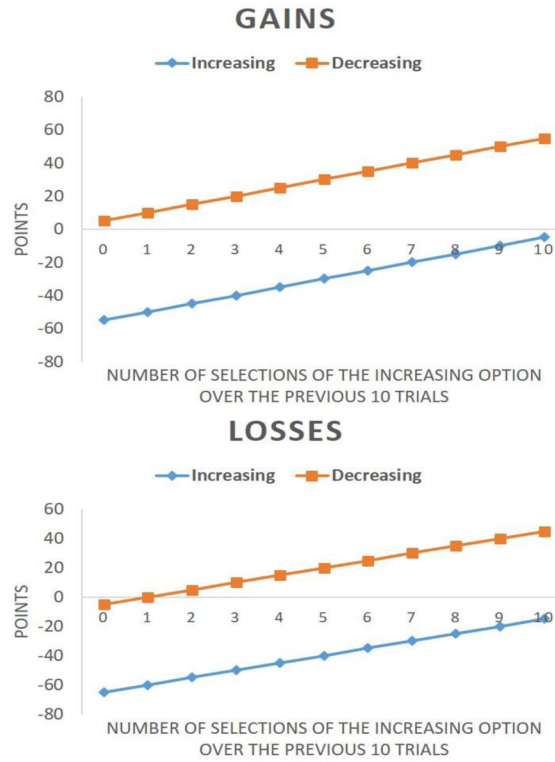 GAINS
Increasing Decreasing
80
60
40
20
0
-20
-40
-60
-80
POINTS
0 1 2 3 4 5 6 7 8 9 10
NUMBER OF SELECTIONS OF THE INCREASING OPTION
OVER THE PREVIOUS 10 TRIALS
LOSSES
Increasing Decreasing
60
40
20
0
-20
-40
-60
-80
POINTS
0 1 2 3 4 5 6 7 8 9 10
NUMBER OF SELECTIONS OF THE INCREASING OPTION
OVER THE PREVIOUS 10 TRIALS